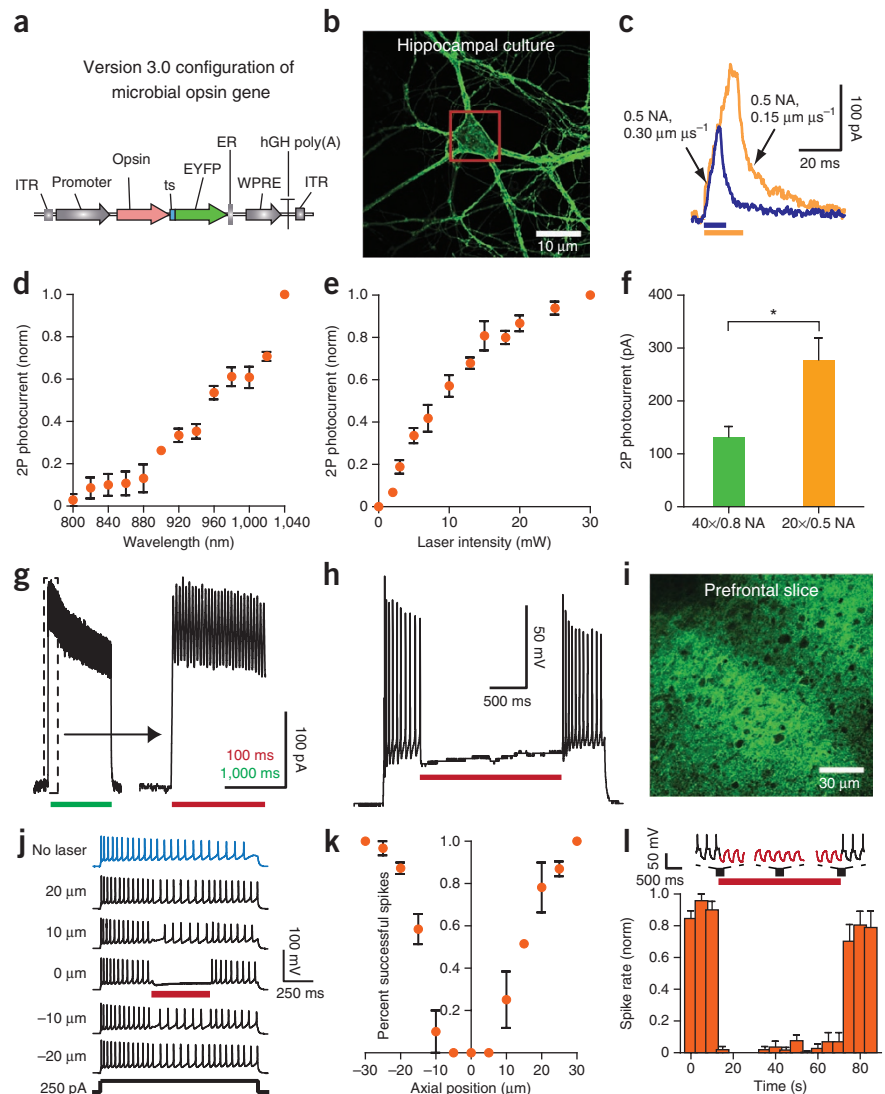 a
Version 3.0 configuration of
microbial opsin gene
ITR
Promoter
Opsin
ts
EYFP
ER
WPRE
hGH poly(A)
ITR
b
Hippocampal culture
10 μm
c
0.5 NA,
0.30 μm μs⁻¹
0.5 NA,
0.15 μm μs⁻¹
100 pA
20 ms
d
2P photocurrent (norm)
1.0
0.8
0.6
0.4
0.2
0
800
840
880
920
960
1,000
1,040
Wavelength (nm)
e
2P photocurrent (norm)
1.0
0.8
0.6
0.4
0.2
0
0
10
20
30
Laser intensity (mW)
f
2P photocurrent (pA)
400
300
200
100
0
*
40×/0.8 NA
20×/0.5 NA
g
100 ms
1,000 ms
100 pA
h
50 mV
500 ms
i
Prefrontal slice
30 μm
j
No laser
20 μm
10 μm
0 μm
−10 μm
−20 μm
250 pA
100 mV
250 ms
k
Percent successful spikes
1.0
0.8
0.6
0.4
0.2
−30
−20
−10
0
10
20
30
Axial position (μm)
l
50 mV
500 ms
Spike rate (norm)
1.0
0.8
0.6
0.4
0.2
0
0
20
40
60
80
Time (s)